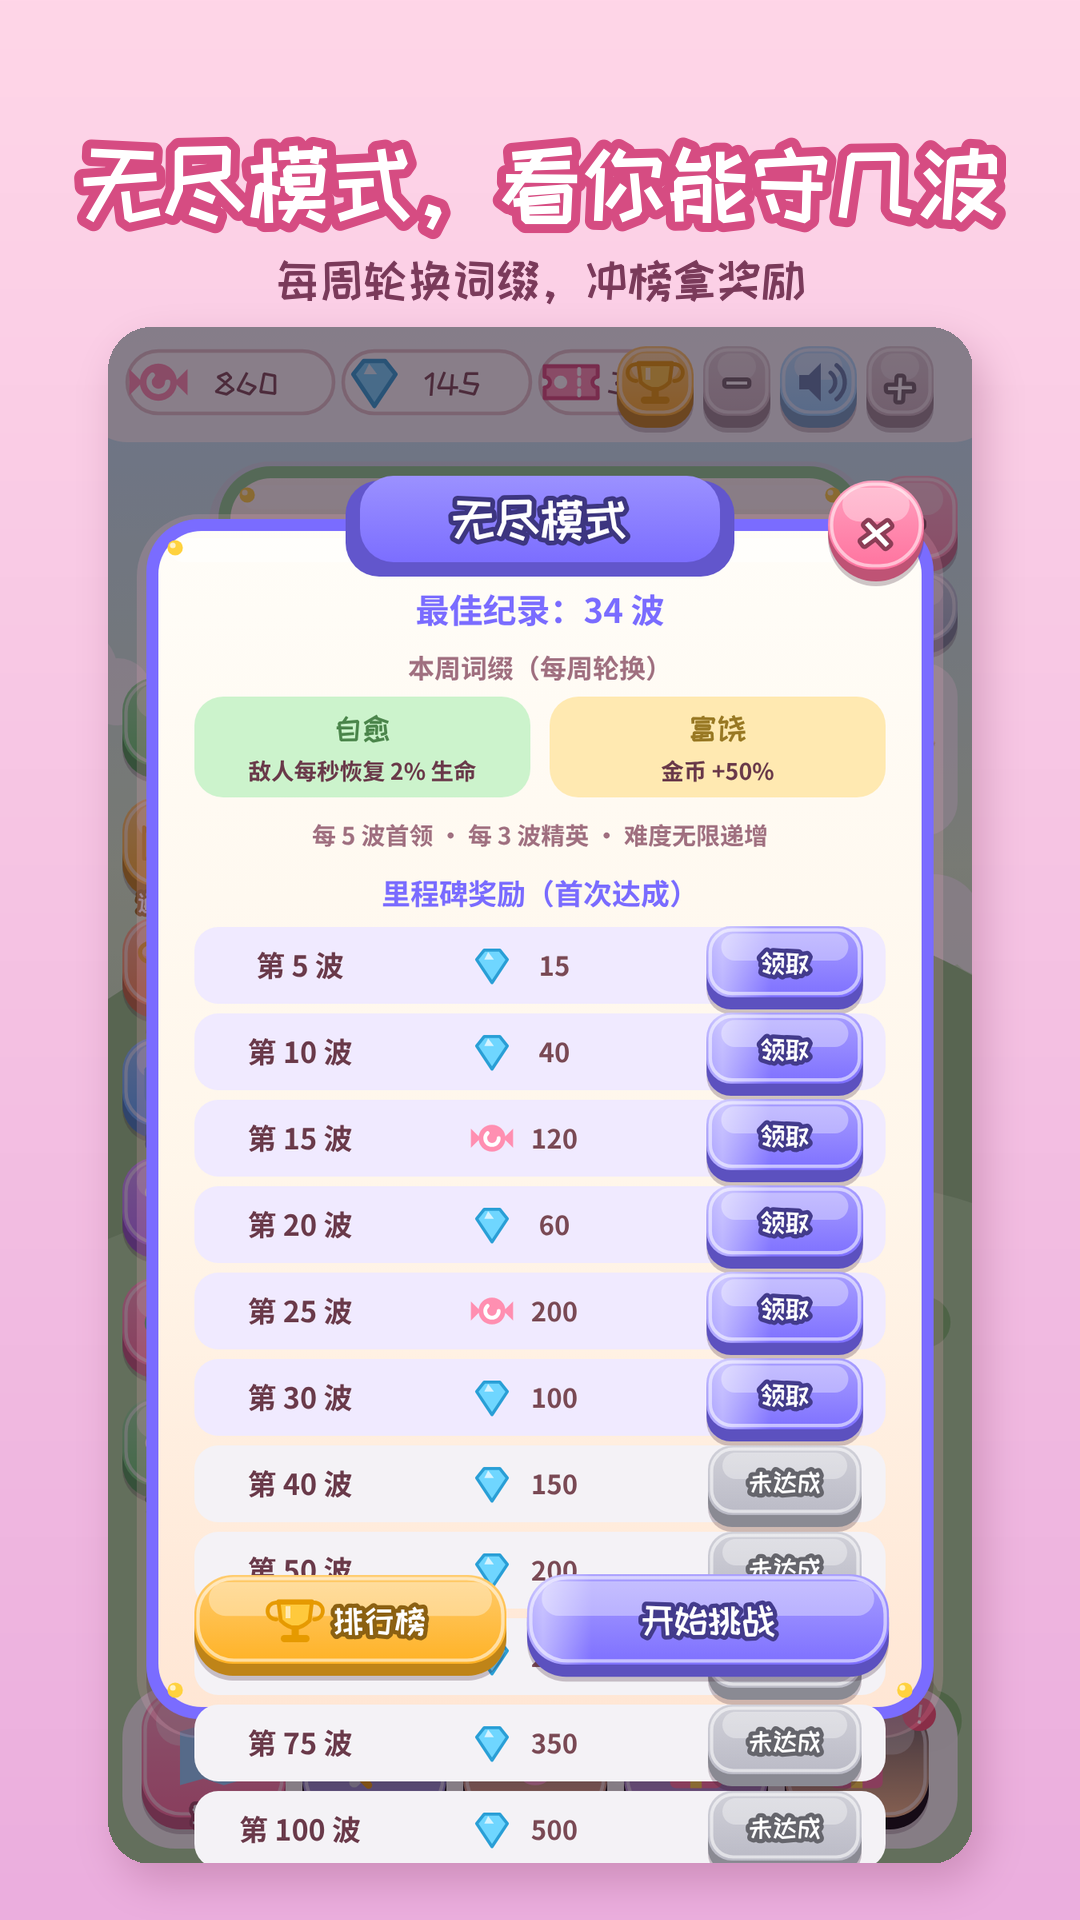 无尽模式，看你能守几波
每周轮换词缀，冲榜拿奖励
860
145
无尽模式
最佳纪录：34 波
本周词缀（每周轮换）
自愈
富饶
敌人每秒恢复 2% 生命
金币 +50%
每 5 波首领 · 每 3 波精英 · 难度无限递增
里程碑奖励（首次达成）
第 5 波 15 领取
第 10 波 40 领取
第 15 波 120 领取
第 20 波 60 领取
第 25 波 200 领取
第 30 波 100 领取
第 40 波 150 未达成
第 50 波 200 未达成
排行榜 开始挑战
第 75 波 350 未达成
第 100 波 500 未达成